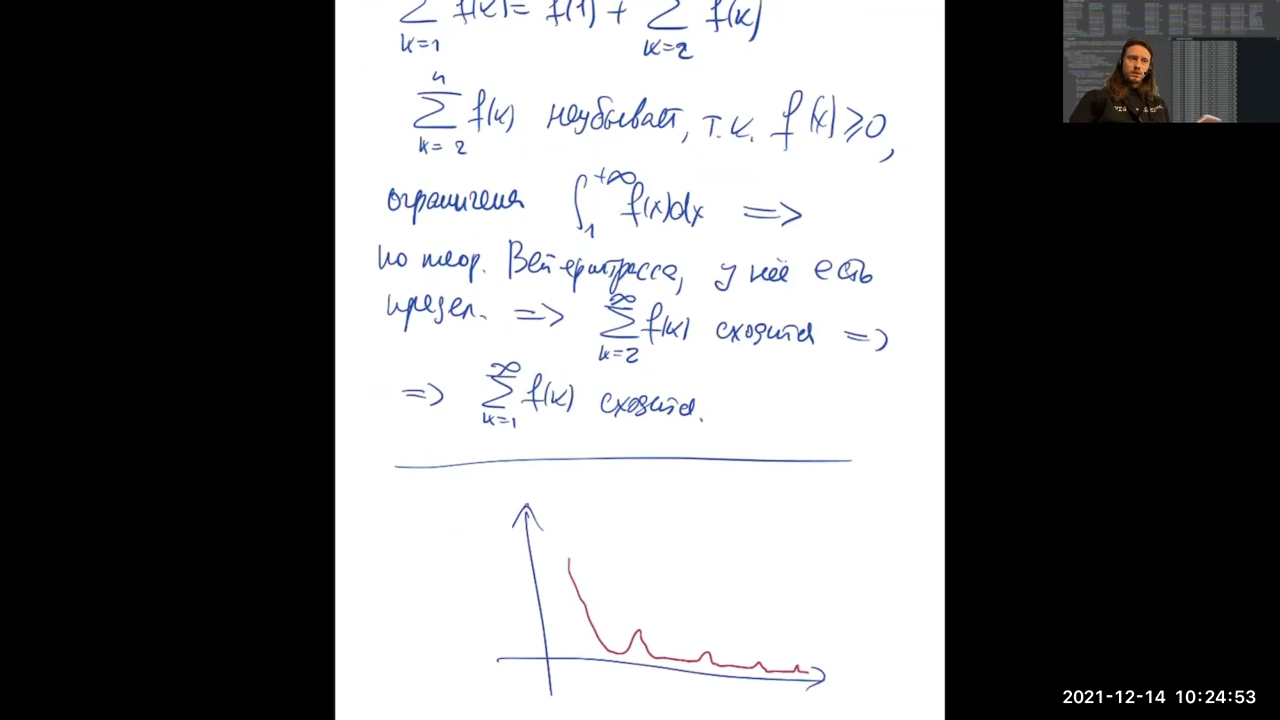 ∑_{k=1} f(k) = f(1) + ∑_{k=2} f(k)
∑_{k=2}^{n} f(k) неубывает, т.к. f(x) ≥ 0,
ограничена ∫_1^{+∞} f(x)dx =>
по теор. Вейерштрасса, у неё есть
предел. => ∑_{k=2}^{∞} f(k) сходится =>
=> ∑_{k=1}^{∞} f(k) сходится.
2021-12-14 10:24:53